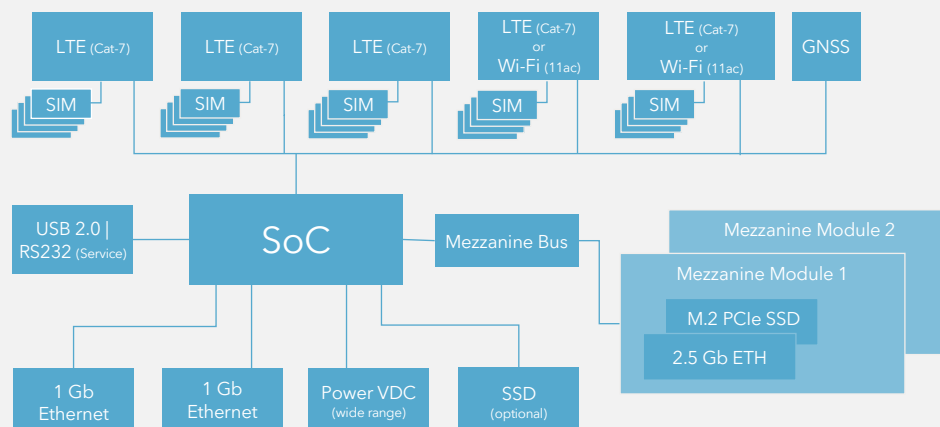 LTE (Cat-7)
LTE (Cat-7)
LTE (Cat-7)
LTE (Cat-7)
or
Wi-Fi (11ac)
LTE (Cat-7)
or
Wi-Fi (11ac)
GNSS
SIM
SIM
SIM
SIM
SIM
USB 2.0 |
RS232 (Service)
SoC
Mezzanine Bus
Mezzanine Module 2
Mezzanine Module 1
M.2 PCIe SSD
2.5 Gb ETH
1 Gb
Ethernet
1 Gb
Ethernet
Power VDC
(wide range)
SSD
(optional)